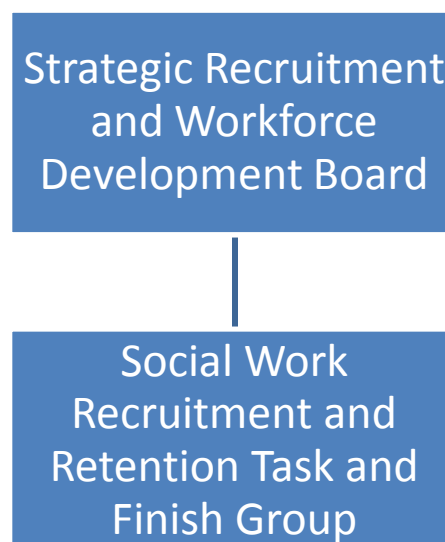 Strategic Recruitment
and Workforce
Development Board
Social Work
Recruitment and
Retention Task and
Finish Group